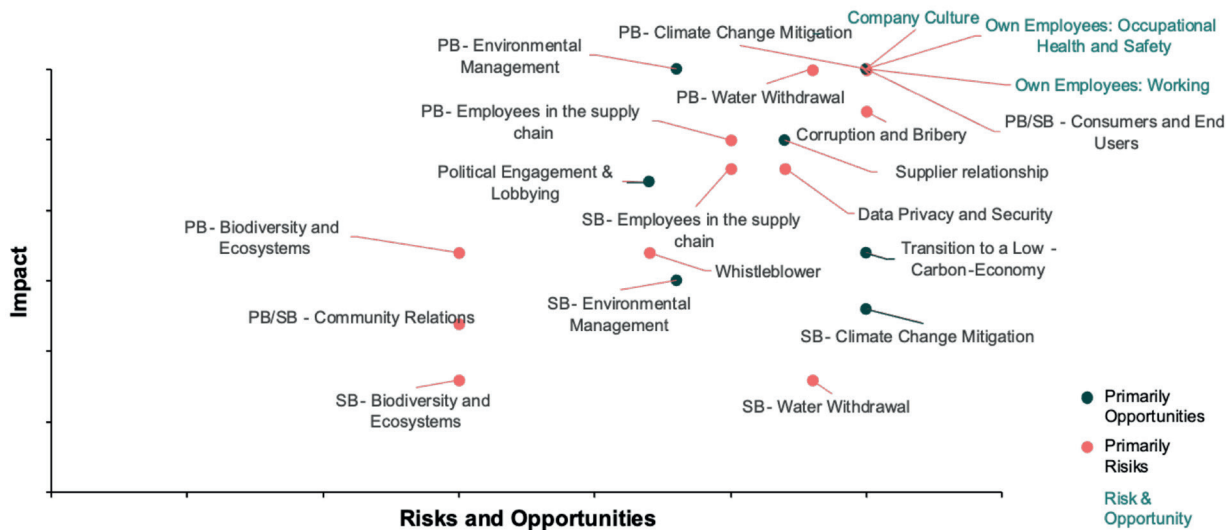 Company Culture
PB- Climate Change Mitigation
Own Employees: Occupational
Health and Safety
PB- Environmental
Management
Own Employees: Working
PB- Water Withdrawal
PB- Employees in the supply
chain
Corruption and Bribery
PB/SB - Consumers and End
Users
Political Engagement &
Lobbying
Supplier relationship
SB- Employees in the supply
chain
Data Privacy and Security
PB- Biodiversity and
Ecosystems
Transition to a Low -
Carbon-Economy
Whistleblower
SB- Environmental
Management
PB/SB - Community Relations
SB- Climate Change Mitigation
SB- Biodiversity and
Ecosystems
SB- Water Withdrawal
Impact
Risks and Opportunities
Primarily
Opportunities
Primarily
Risiks
Risk &
Opportunity